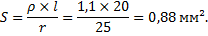 S = (ρ × l) / r = (1,1 × 20) / 25 = 0,88 мм².